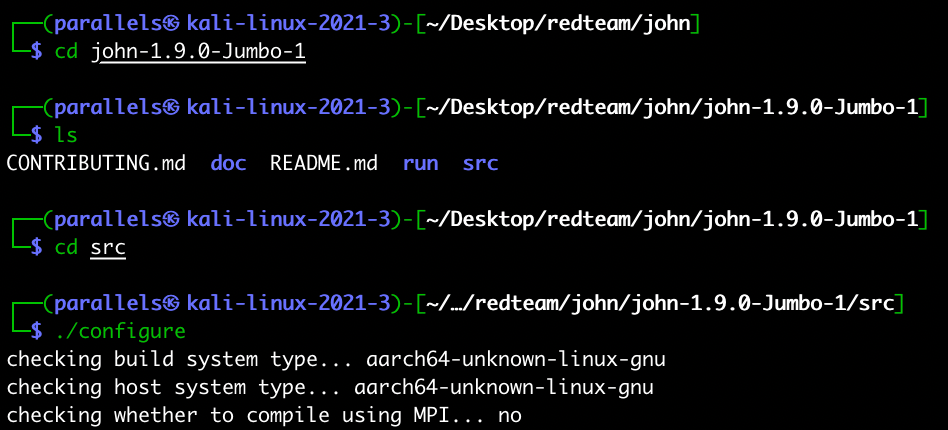 ┌──(parallels㉿kali-linux-2021-3)-[~/Desktop/redteam/john]
└─$ cd john-1.9.0-Jumbo-1
┌──(parallels㉿kali-linux-2021-3)-[~/Desktop/redteam/john/john-1.9.0-Jumbo-1]
└─$ ls
CONTRIBUTING.md  doc  README.md  run  src
┌──(parallels㉿kali-linux-2021-3)-[~/Desktop/redteam/john/john-1.9.0-Jumbo-1]
└─$ cd src
┌──(parallels㉿kali-linux-2021-3)-[~/…/redteam/john/john-1.9.0-Jumbo-1/src]
└─$ ./configure
checking build system type... aarch64-unknown-linux-gnu
checking host system type... aarch64-unknown-linux-gnu
checking whether to compile using MPI... no